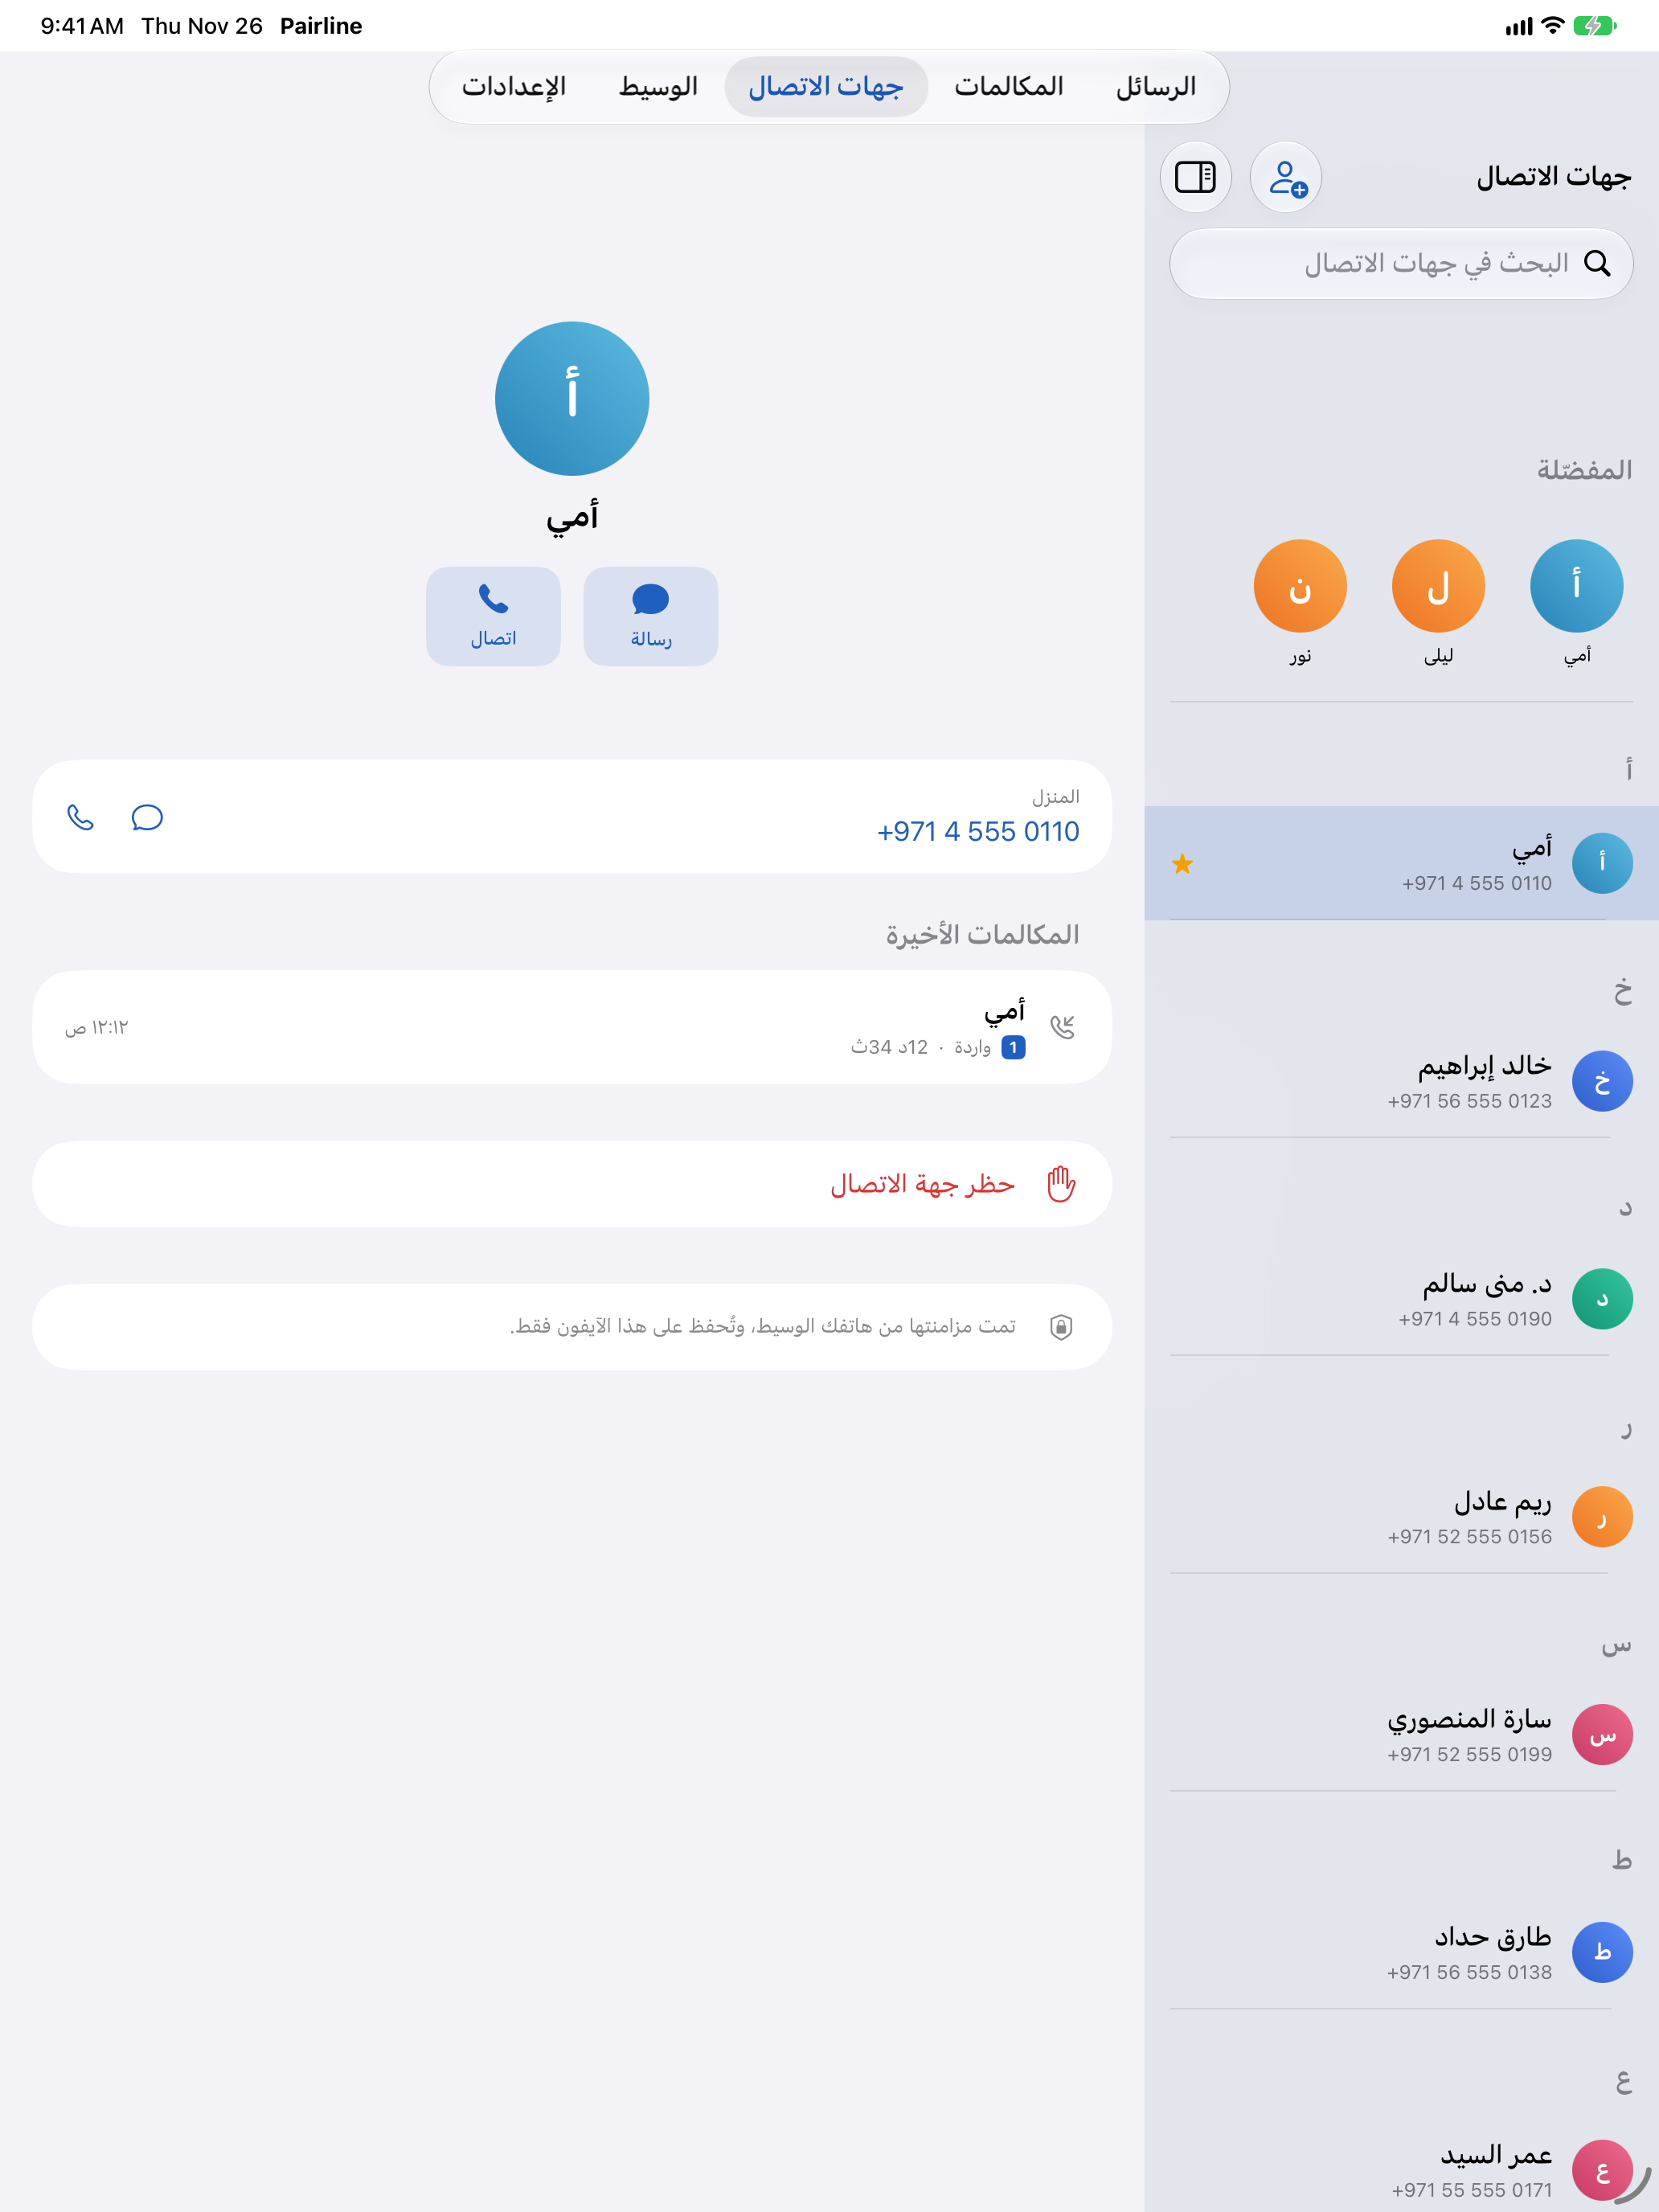 9:41 AM Thu Nov 26 Pairline
الرسائل المكالمات جهات الاتصال الوسيط الإعدادات
جهات الاتصال
البحث في جهات الاتصال
المفضّلة
أ ل ن
أمي ليلى نور
أ
أ
أمي
+971 4 555 0110
خ
خ
خالد إبراهيم
+971 56 555 0123
د
د
د. منى سالم
+971 4 555 0190
ر
ر
ريم عادل
+971 52 555 0156
س
س
سارة المنصوري
+971 52 555 0199
ط
ط
طارق حداد
+971 56 555 0138
ع
ع
عمر السيد
+971 55 555 0171
أ
أمي
رسالة اتصال
المنزل
+971 4 555 0110
المكالمات الأخيرة
أمي
1 واردة · 12د 34ث
١٢:١٢ ص
حظر جهة الاتصال
تمت مزامنتها من هاتفك الوسيط، وتُحفظ على هذا الآيفون فقط.